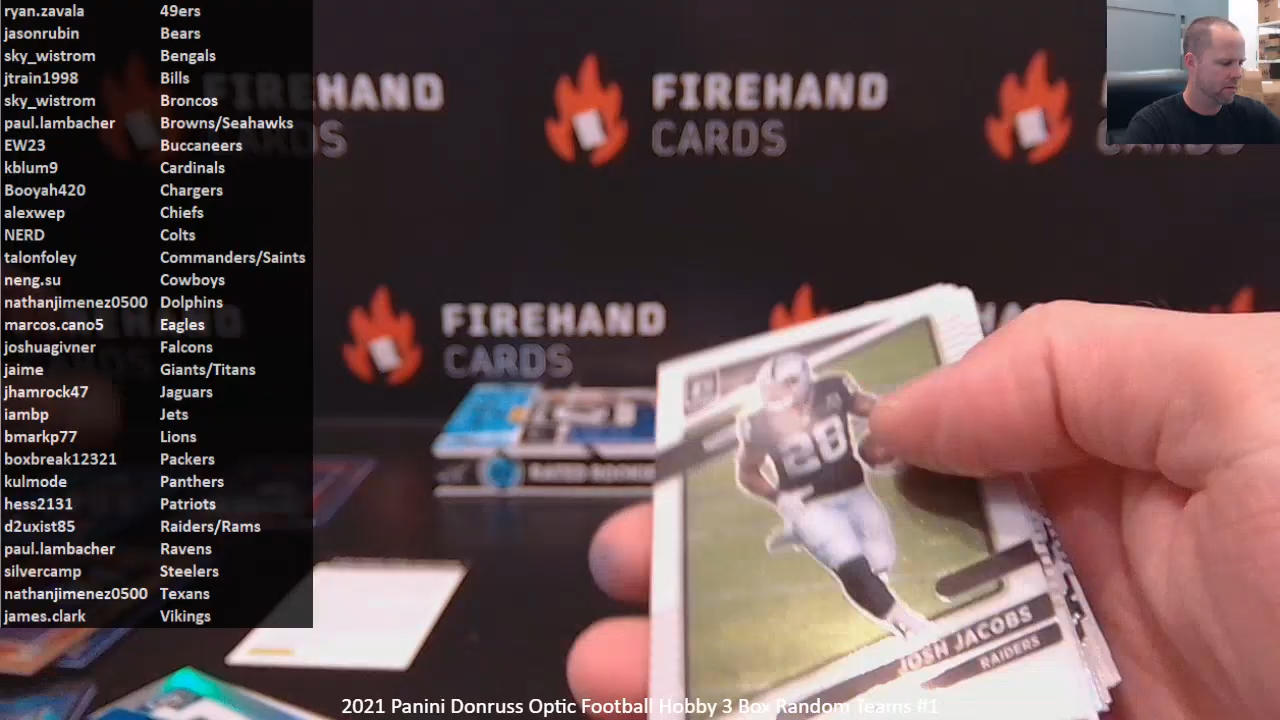 ryan.zavala 49ers
jasonrubin Bears
sky_wistrom Bengals
jtrain1998 Bills
sky_wistrom Broncos
paul.lambacher Browns/Seahawks
EW23 Buccaneers
kblum9 Cardinals
Booyah420 Chargers
alexwep Chiefs
NERD Colts
talonfoley Commanders/Saints
neng.su Cowboys
nathanjimenez0500 Dolphins
marcos.cano5 Eagles
joshuagivner Falcons
jaime Giants/Titans
jhamrock47 Jaguars
iambp Jets
bmarkp77 Lions
boxbreak12321 Packers
kulmode Panthers
hess2131 Patriots
d2uxist85 Raiders/Rams
paul.lambacher Ravens
silvercamp Steelers
nathanjimenez0500 Texans
james.clark Vikings
FIREHAND
CARDS
FIREHAND
CARDS
CARDS
FIREHAND
CARDS
RATED ROOKIE
28
JOSH JACOBS
RAIDERS
2021 Panini Donruss Optic Football Hobby 3 Box Random Teams #1